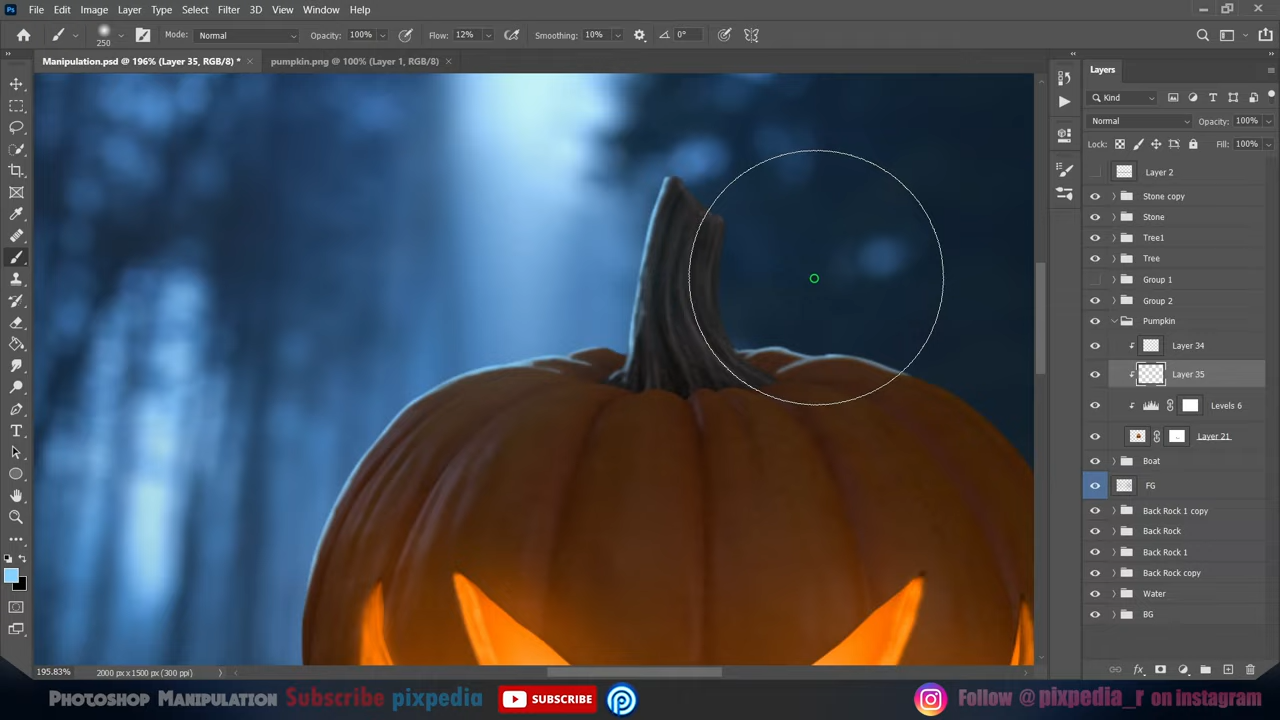 Ps File Edit Image Layer Type Select Filter 3D View Window Help
250 Mode: Normal Opacity: 100% Flow: 12% Smoothing: 10% 0°
Manipulation.psd @ 196% (Layer 35, RGB/8) * × pumpkin.png @ 100% (Layer 1, RGB/8) ×
Layers
Kind
Normal Opacity: 100%
Lock: Fill: 100%
Layer 2
Stone copy
Stone
Tree1
Tree
Group 1
Group 2
Pumpkin
Layer 34
Layer 35
Levels 6
Layer 21
Boat
FG
Back Rock 1 copy
Back Rock
Back Rock 1
Back Rock copy
Water
BG
195.83% 2000 px x 1500 px (300 ppi)
fx
Photoshop Manipulation Subscribe pixpedia SUBSCRIBE Follow @pixpedia_r on instagram